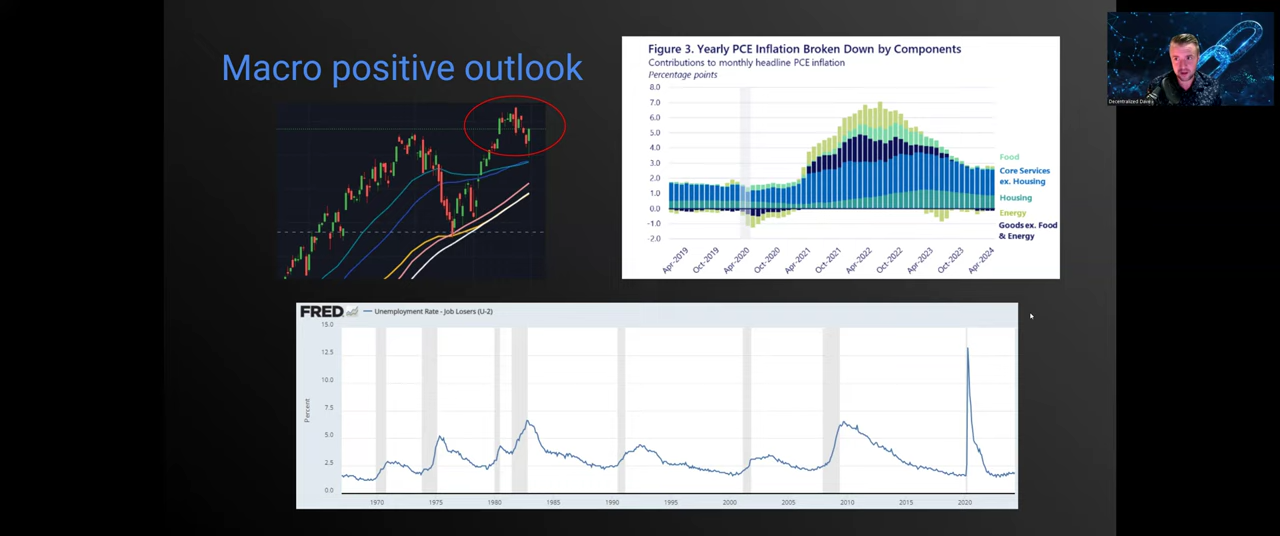 Macro positive outlook
Figure 3. Yearly PCE Inflation Broken Down by Components
Contributions to monthly headline PCE inflation
Percentage points
8.0
7.0
6.0
5.0
4.0
3.0
2.0
1.0
0.0
-1.0
-2.0
Food
Core Services
ex. Housing
Housing
Energy
Goods ex. Food
& Energy
Apr-2019
Oct-2019
Apr-2020
Oct-2020
Apr-2021
Oct-2021
Apr-2022
Oct-2022
Apr-2023
Oct-2023
Apr-2024
FRED
Unemployment Rate - Job Losers (U-2)
Percent
15.0
12.5
10.0
7.5
5.0
2.5
0.0
1970
1975
1980
1985
1990
1995
2000
2005
2010
2015
2020